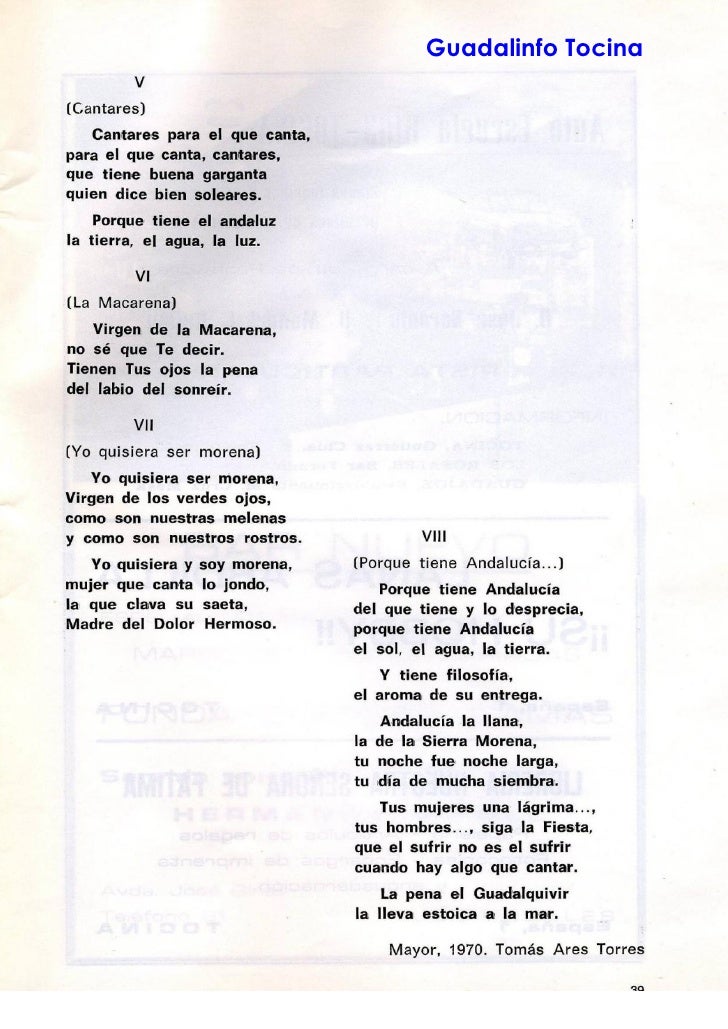 Guadalinfo Tocina
V
(Cantares)
Cantares para el que canta,
para el que canta, cantares,
que tiene buena garganta
quien dice bien soleares.
Porque tiene el andaluz
la tierra, el agua, la luz.
VI
(La Macarena)
Virgen de la Macarena,
no sé que Te decir.
Tienen Tus ojos la pena
del labio del sonreír.
VII
(Yo quisiera ser morena)
Yo quisiera ser morena,
Virgen de los verdes ojos,
como son nuestras melenas
y como son nuestros rostros.
Yo quisiera y soy morena,
mujer que canta lo jondo,
la que clava su saeta,
Madre del Dolor Hermoso.
VIII
(Porque tiene Andalucía...)
Porque tiene Andalucía
del que tiene y lo desprecia,
porque tiene Andalucía
el sol, el agua, la tierra.
Y tiene filosofía,
el aroma de su entrega.
Andalucía la llana,
la de la Sierra Morena,
tu noche fue noche larga,
tu día de mucha siembra.
Tus mujeres una lágrima...,
tus hombres..., siga la Fiesta,
que el sufrir no es el sufrir
cuando hay algo que cantar.
La pena el Guadalquivir
la lleva estoica a la mar.
Mayor, 1970. Tomás Ares Torres
39